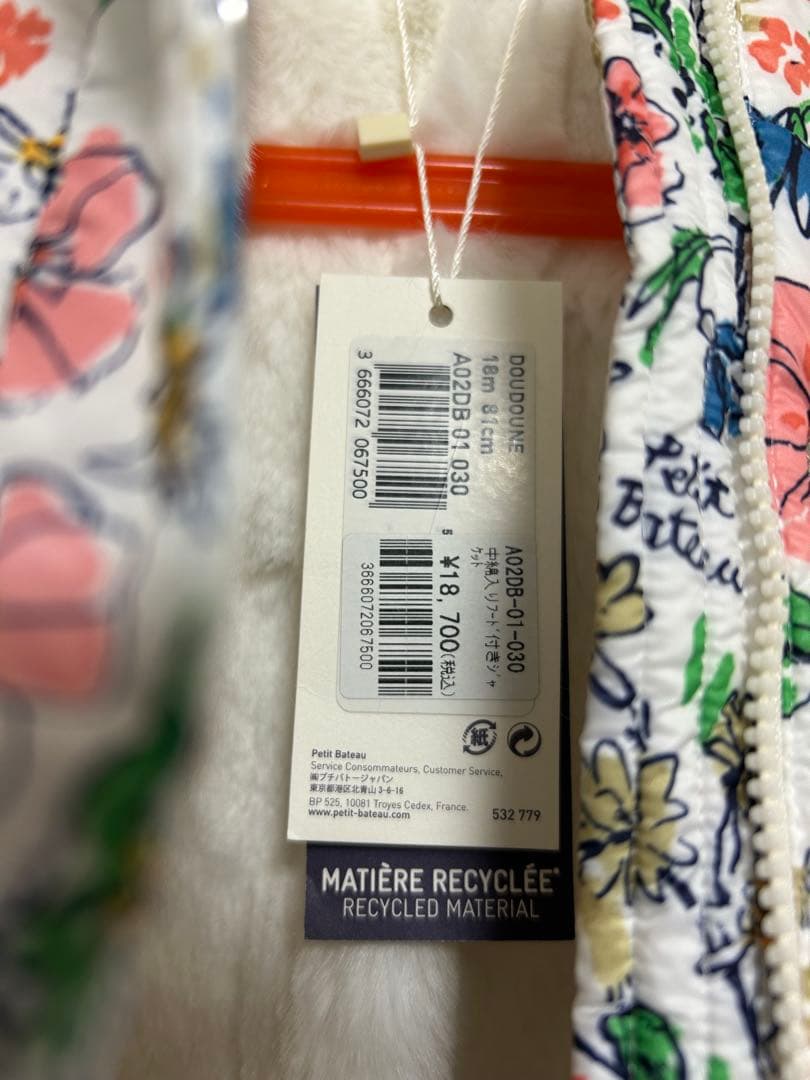 DOUDOUNE
18m 81cm
A02DB 01 030
3 666072 067500
A02DB-01-030
中綿入りフード付きジャ
ケット
5 ¥18,700(税込)
3666072067500
紙
Petit Bateau
Service Consommateurs, Customer Service,
㈱プチバトージャパン
東京都港区北青山3-6-16
BP 525, 10081 Troyes Cedex, France.
www.petit-bateau.com
532 779
MATIÈRE RECYCLÉE*
RECYCLED MATERIAL
Petit
Bateau